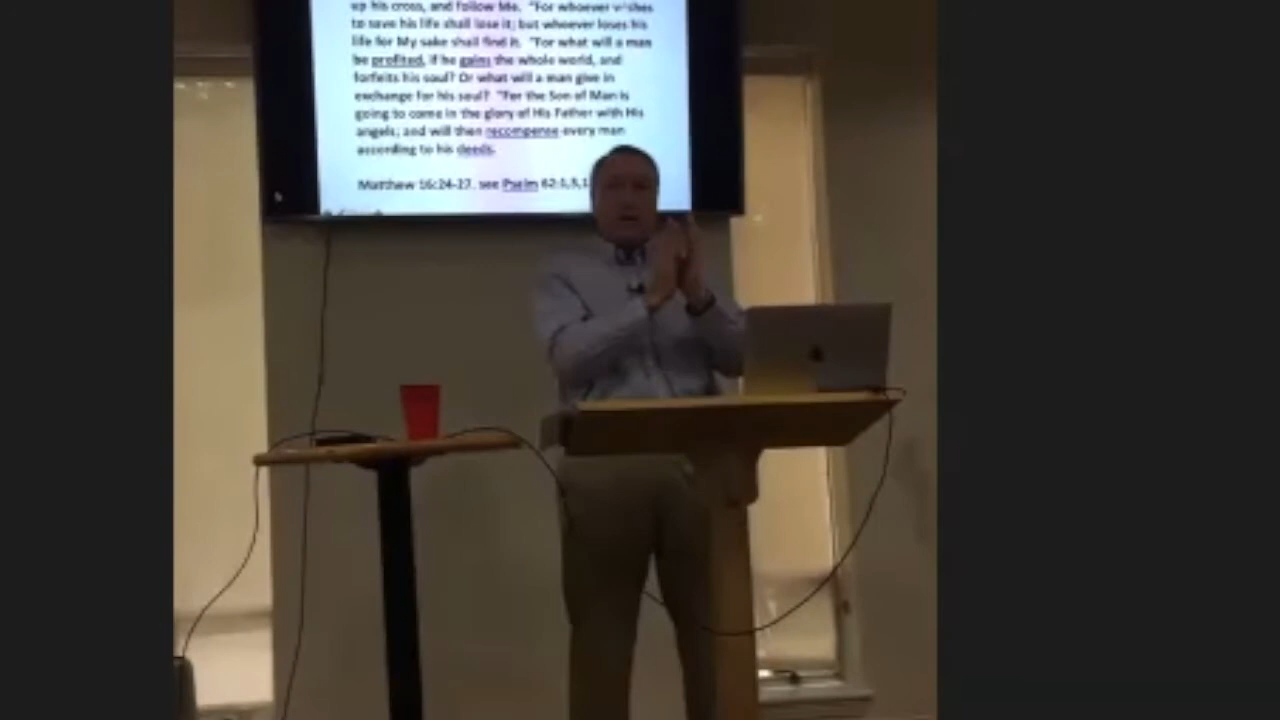 up his cross, and follow Me. "For whoever wishes
to save his life shall lose it; but whoever loses his
life for My sake shall find it. "For what will a man
be profited, if he gains the whole world, and
forfeits his soul? Or what will a man give in
exchange for his soul? "For the Son of Man is
going to come in the glory of His Father with His
angels; and will then recompense every man
according to his deeds.
Matthew 16:24-27. see Psalm 62:1,5,1